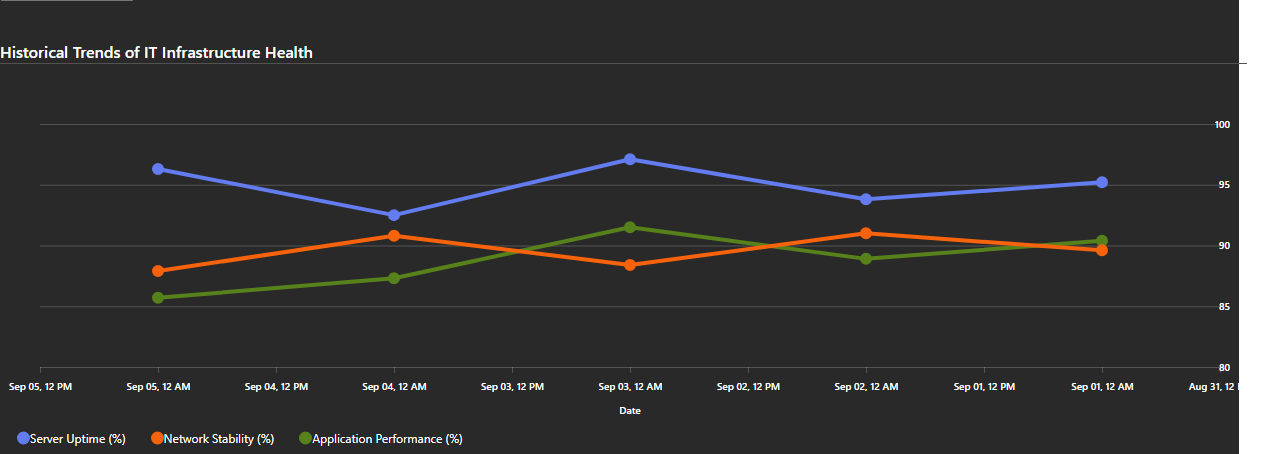 Historical Trends of IT Infrastructure Health
100
95
90
85
80
Sep 05, 12 PM Sep 05, 12 AM Sep 04, 12 PM Sep 04, 12 AM Sep 03, 12 PM Sep 03, 12 AM Sep 02, 12 PM Sep 02, 12 AM Sep 01, 12 PM Sep 01, 12 AM Aug 31, 12
Date
Server Uptime (%) Network Stability (%) Application Performance (%)